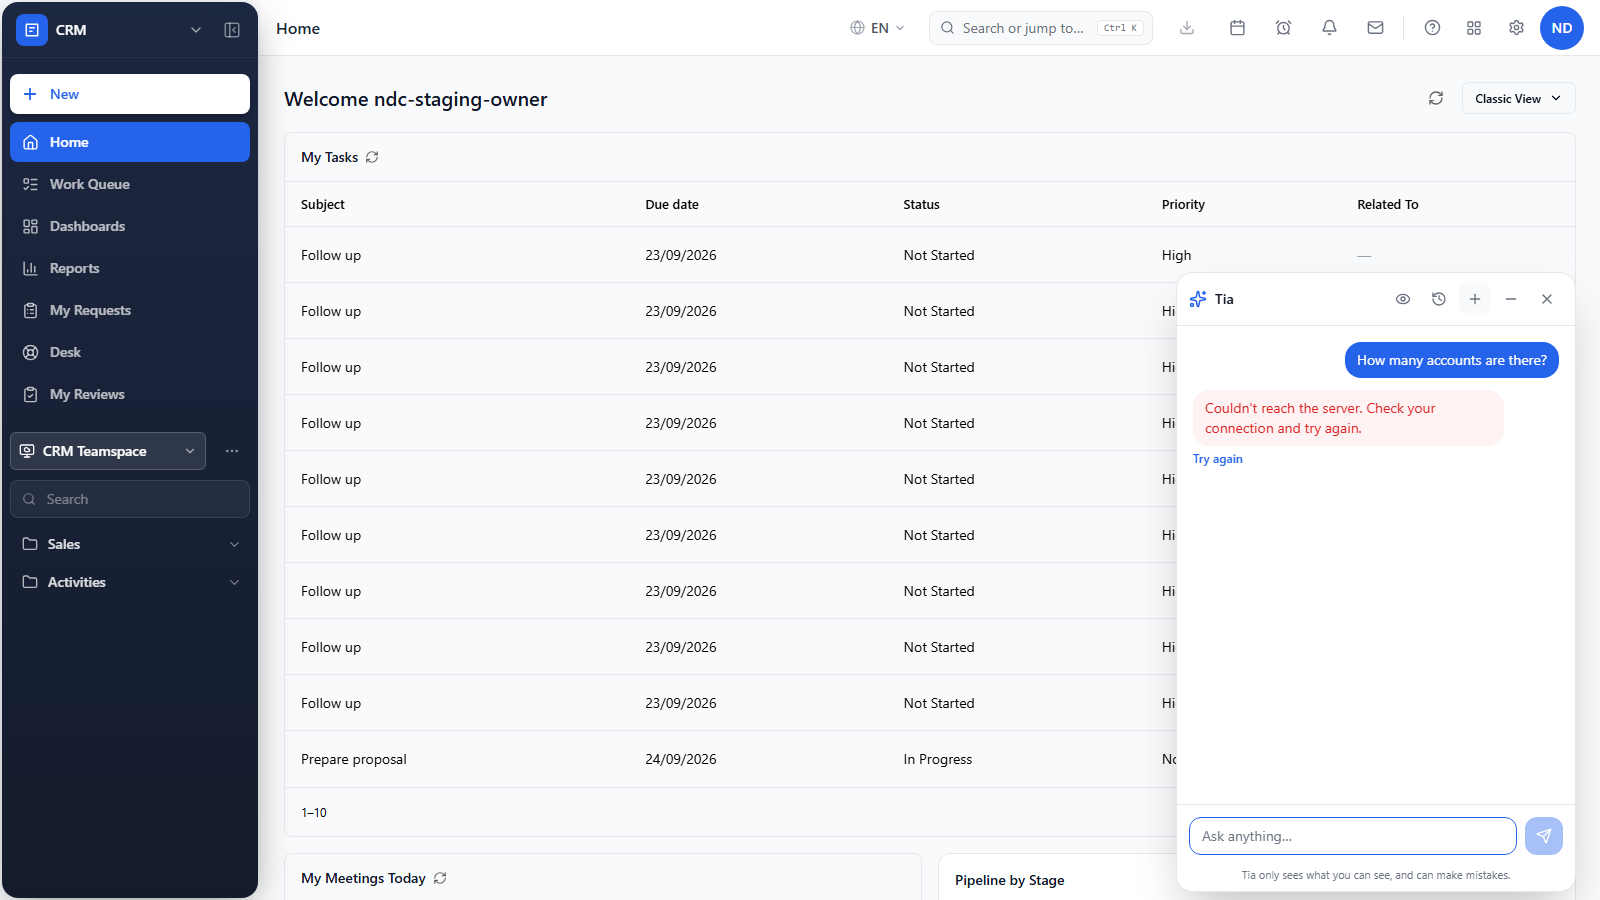 CRM
Home
EN
Search or jump to...
Ctrl K
ND
New
Home
Work Queue
Dashboards
Reports
My Requests
Desk
My Reviews
CRM Teamspace
Search
Sales
Activities
Welcome ndc-staging-owner
Classic View
My Tasks
Subject Due date Status Priority Related To
Follow up 23/09/2026 Not Started High —
Follow up 23/09/2026 Not Started Hi
Follow up 23/09/2026 Not Started Hi
Follow up 23/09/2026 Not Started Hi
Follow up 23/09/2026 Not Started Hi
Follow up 23/09/2026 Not Started Hi
Follow up 23/09/2026 Not Started Hi
Follow up 23/09/2026 Not Started Hi
Follow up 23/09/2026 Not Started Hi
Prepare proposal 24/09/2026 In Progress No
1–10
My Meetings Today
Pipeline by Stage
Tia
How many accounts are there?
Couldn't reach the server. Check your
connection and try again.
Try again
Ask anything...
Tia only sees what you can see, and can make mistakes.